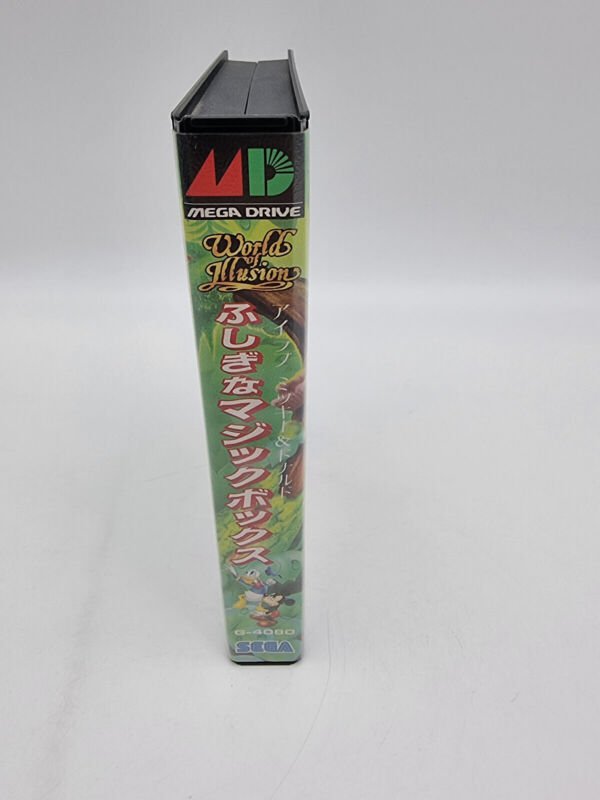 MD
MEGA DRIVE
World
of
Illusion
アイラブ ミッキー&ドナルド
ふしぎなマジックボックス
G-4080
SEGA